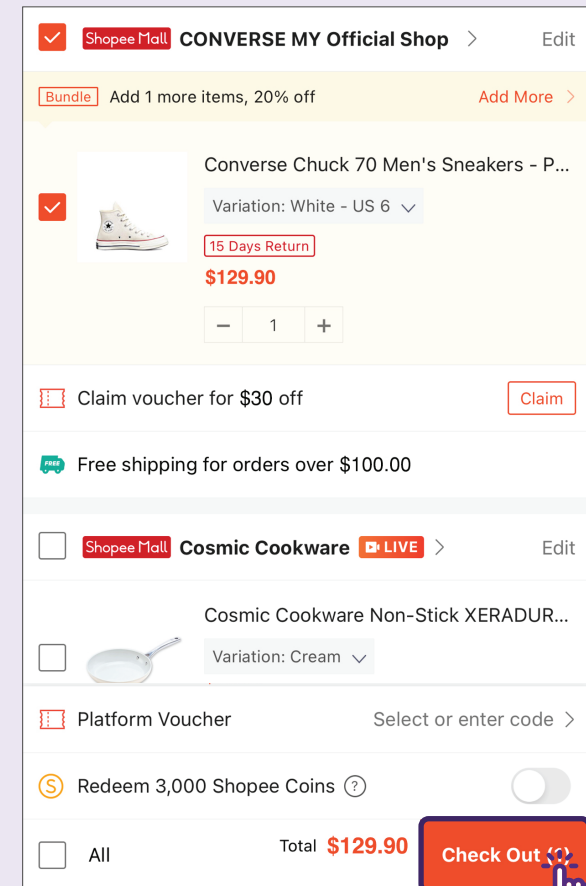 Shopee Mall CONVERSE MY Official Shop > Edit
Bundle Add 1 more items, 20% off Add More >
Converse Chuck 70 Men's Sneakers - P...
Variation: White - US 6
15 Days Return
$129.90
− 1 +
Claim voucher for $30 off Claim
FREE Free shipping for orders over $100.00
Shopee Mall Cosmic Cookware LIVE > Edit
Cosmic Cookware Non-Stick XERADUR...
Variation: Cream
Platform Voucher Select or enter code >
S Redeem 3,000 Shopee Coins ?
All Total $129.90 Check Out